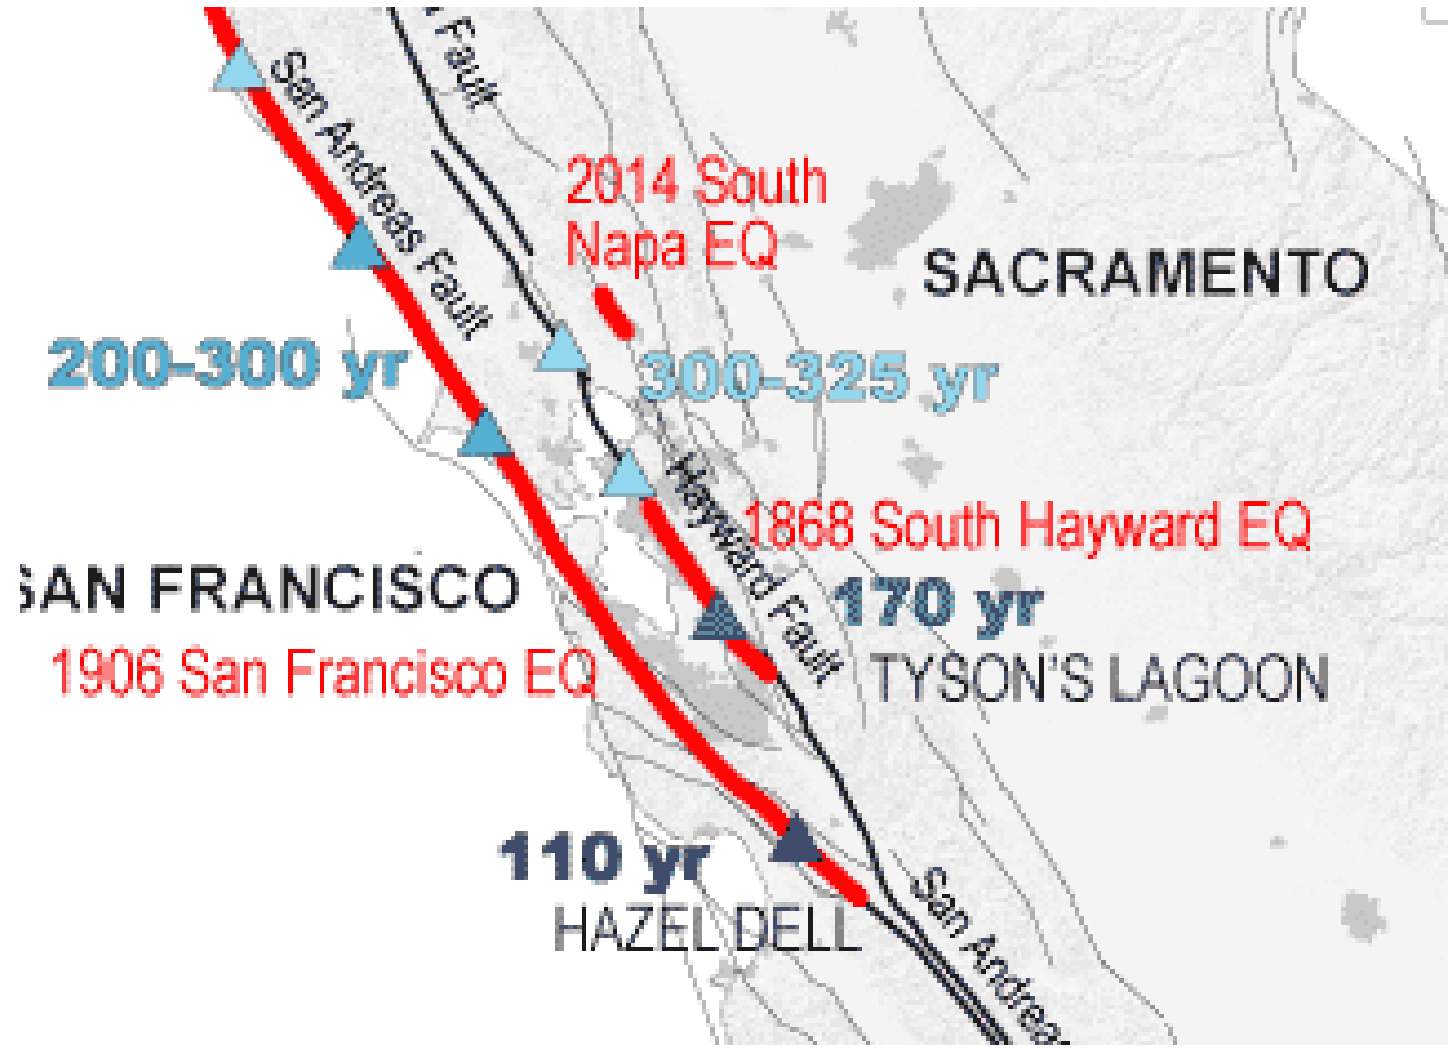 Fault
San Andreas Fault
2014 South
Napa EQ
SACRAMENTO
200-300 yr
300-325 yr
Hayward Fault
1868 South Hayward EQ
SAN FRANCISCO
170 yr
1906 San Francisco EQ
TYSON'S LAGOON
110 yr
HAZEL DELL
San Andreas